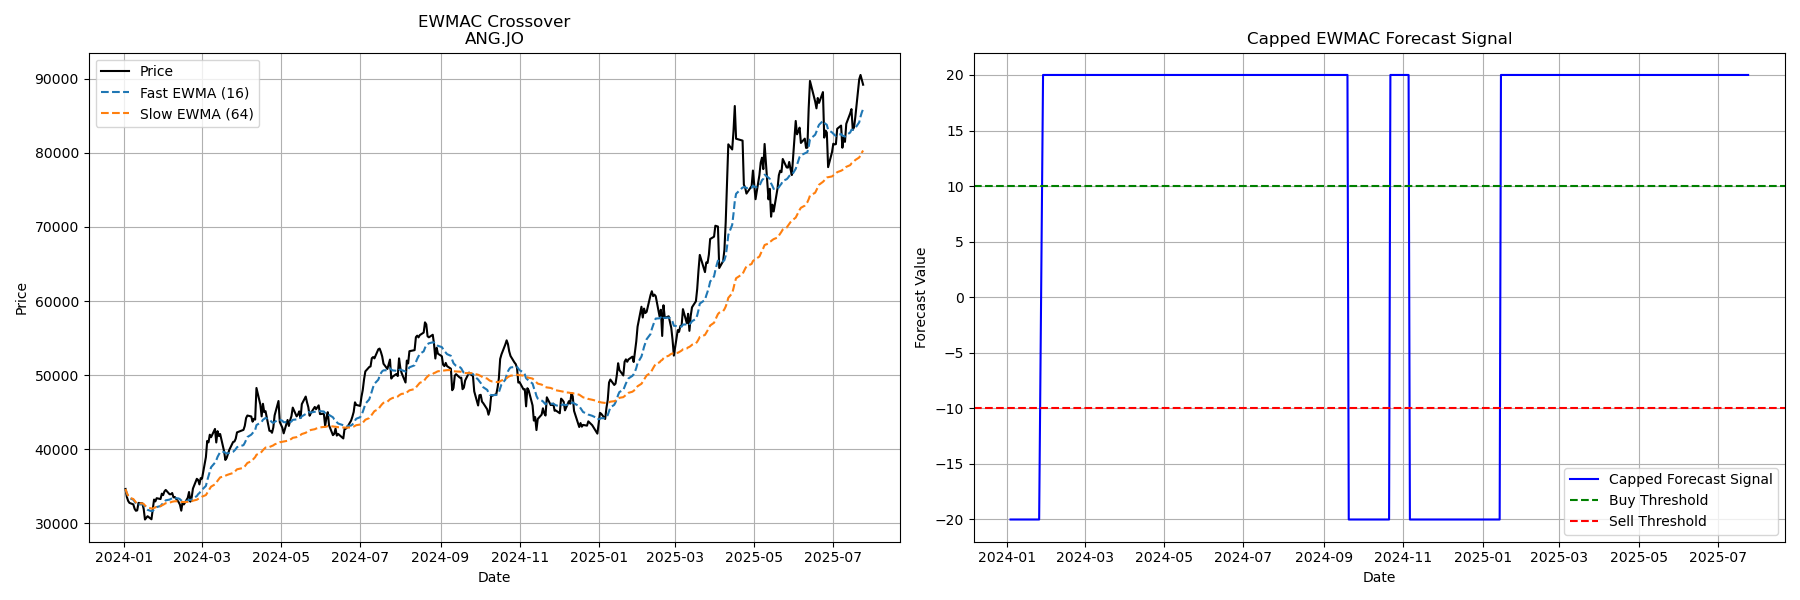 EWMAC Crossover
ANG.JO
Price
Fast EWMA (16)
Slow EWMA (64)
90000
80000
70000
60000
50000
40000
30000
Price
2024-01 2024-03 2024-05 2024-07 2024-09 2024-11 2025-01 2025-03 2025-05 2025-07
Date
Capped EWMAC Forecast Signal
20
15
10
5
0
−5
−10
−15
−20
Forecast Value
Capped Forecast Signal
Buy Threshold
Sell Threshold
2024-01 2024-03 2024-05 2024-07 2024-09 2024-11 2025-01 2025-03 2025-05 2025-07
Date